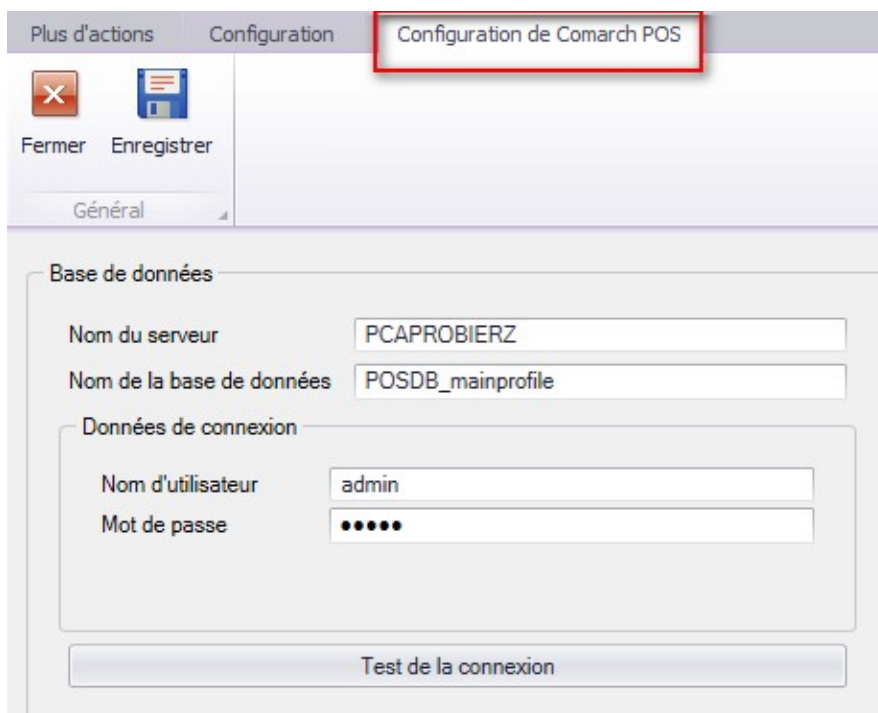 Plus d'actions Configuration Configuration de Comarch POS
Fermer Enregistrer
Général
Base de données
Nom du serveur PCAPROBIERZ
Nom de la base de données POSDB_mainprofile
Données de connexion
Nom d'utilisateur admin
Mot de passe •••••
Test de la connexion